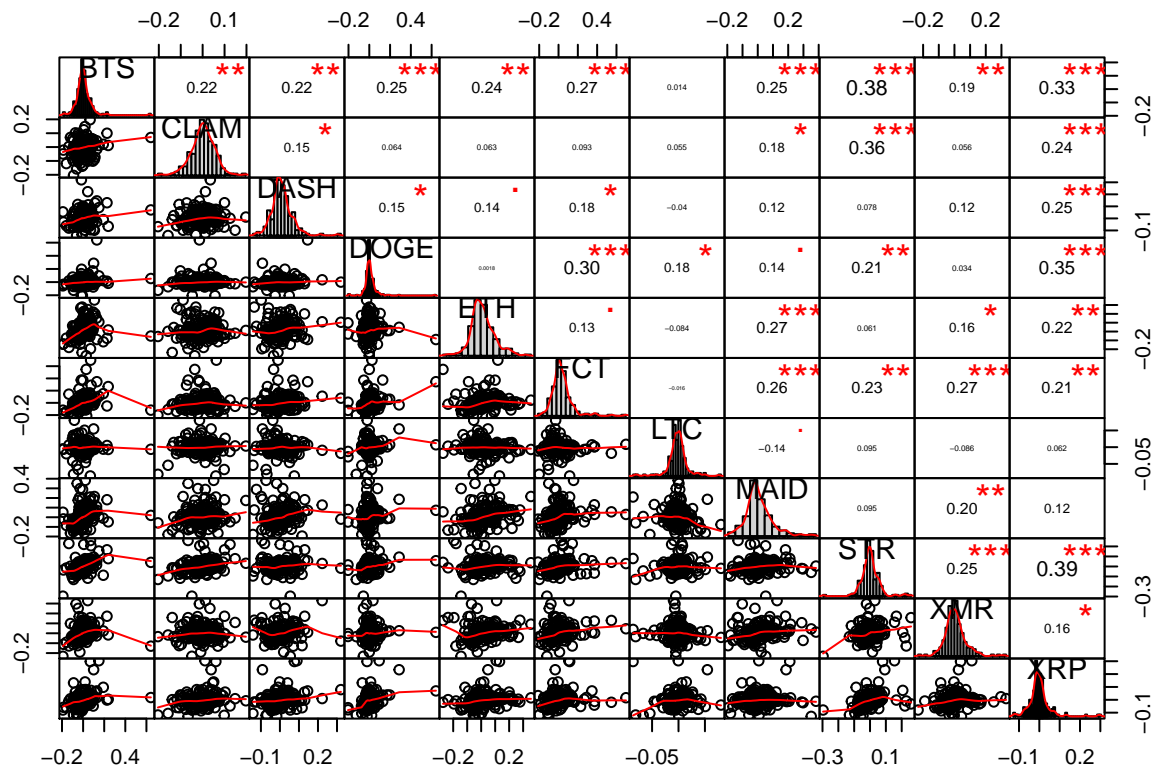 −0.2 0.1 −0.2 0.4 −0.2 0.4 −0.2 0.3 −0.2 0.2
BTS 0.22 ** 0.22 ** 0.25 *** 0.24 ** 0.27 *** 0.014 0.25 *** 0.38 *** 0.19 ** 0.33 *** −0.2
0.2 −0.2 CLAM 0.15 * 0.064 0.063 0.093 0.055 0.18 * 0.36 *** 0.056 0.24 ***
DASH 0.15 * 0.14 . 0.18 * −0.04 0.12 0.078 0.12 0.25 *** −0.1
−0.2 DOGE 0.0018 0.30 *** 0.18 * 0.14 . 0.21 ** 0.034 0.35 ***
ETH 0.13 . −0.084 0.27 *** 0.061 0.16 * 0.22 ** −0.2
−0.2 FCT −0.016 0.26 *** 0.23 ** 0.27 *** 0.21 **
LTC −0.14 . 0.095 −0.086 0.062 −0.05
0.4 −0.2 MAID 0.095 0.20 ** 0.12
STR 0.25 *** 0.39 *** −0.3
−0.2 XMR 0.16 *
XRP −0.1
−0.2 0.4 −0.1 0.2 −0.2 0.2 −0.05 −0.3 0.1 −0.1 0.2